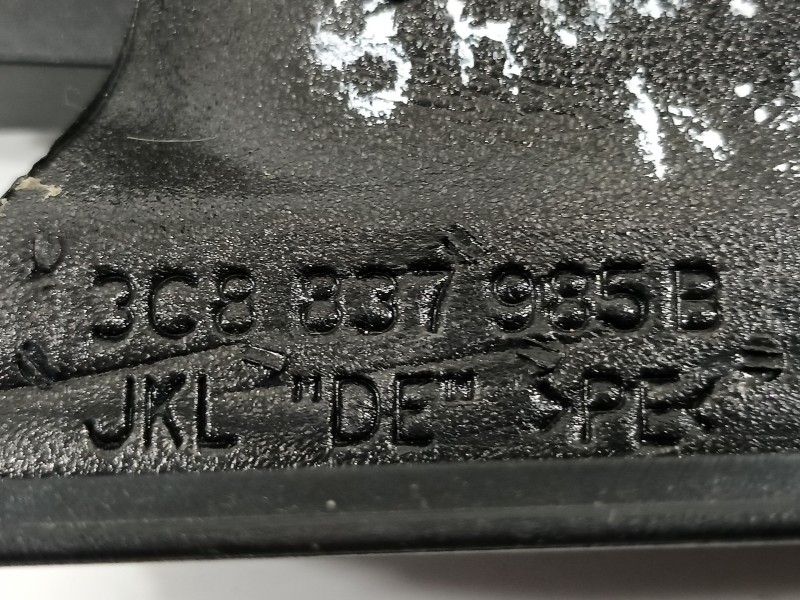 3C8 837 985B
JKL "DE" >PE<